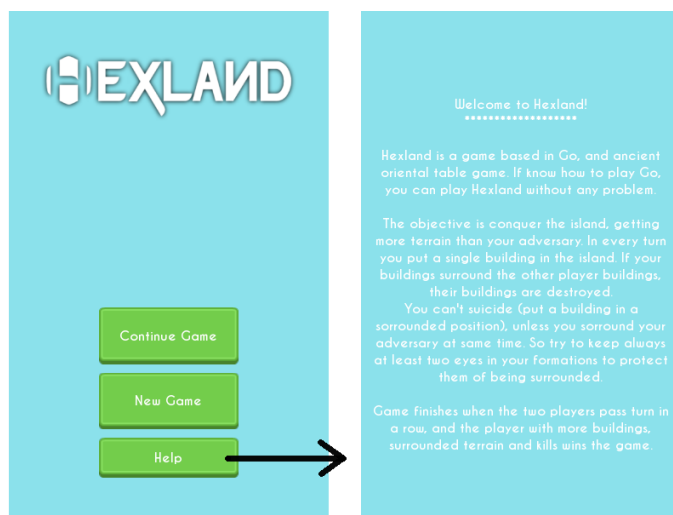 HEXLAND
Continue Game
New Game
Help
Welcome to Hexland!
Hexland is a game based in Go, and ancient
oriental table game. If know how to play Go,
you can play Hexland without any problem.
The objective is conquer the island, getting
more terrain than your adversary. In every turn
you put a single building in the island. If your
buildings surround the other player buildings,
their buildings are destroyed.
You can't suicide (put a building in a
sorrounded position), unless you sorround your
adversary at same time. So try to keep always
at least two eyes in your formations to protect
them of being surrounded.
Game finishes when the two players pass turn in
a row, and the player with more buildings,
surrounded terrain and kills wins the game.